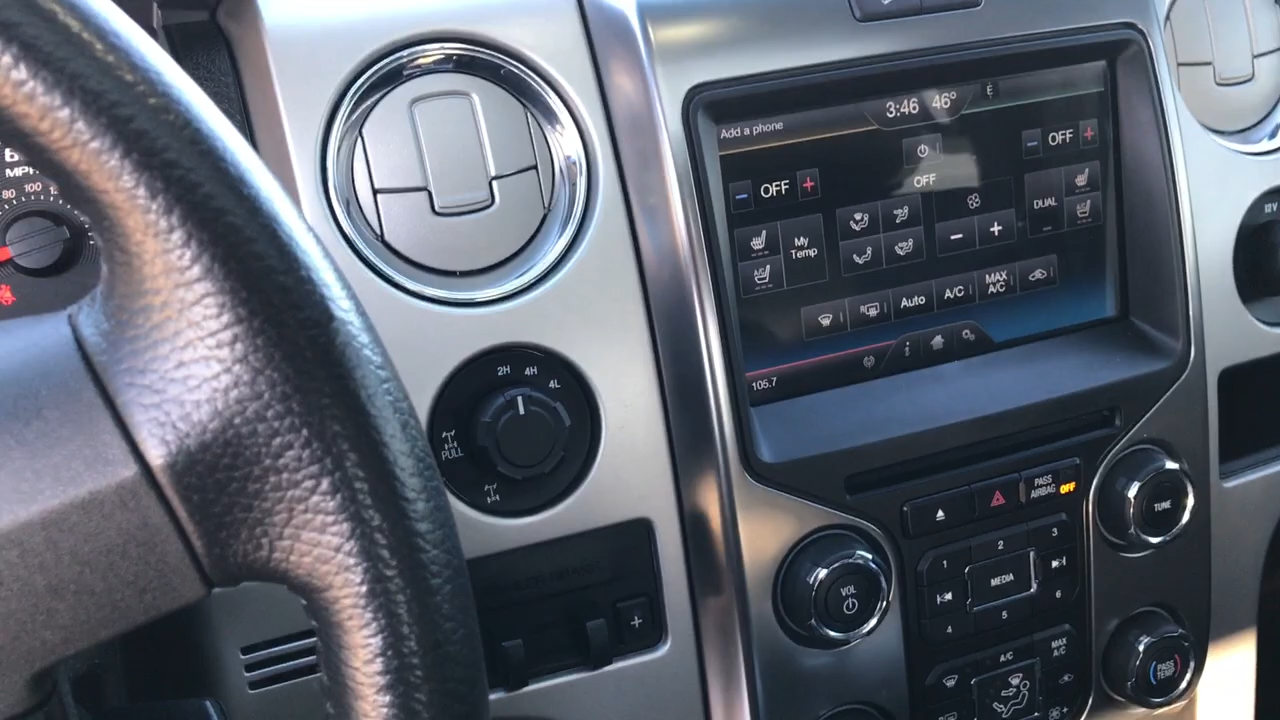 MPH
80 100
2H 4H 4L
PULL
Add a phone
3:46 46°
E
OFF
OFF
OFF
My
Temp
A/C
DUAL
A/C
R
Auto
A/C
MAX
A/C
105.7
12V
PASS
AIRBAG OFF
1 2 3
MEDIA
4 5 6
VOL
TUNE
A/C
MAX
A/C
PASS
TEMP
R